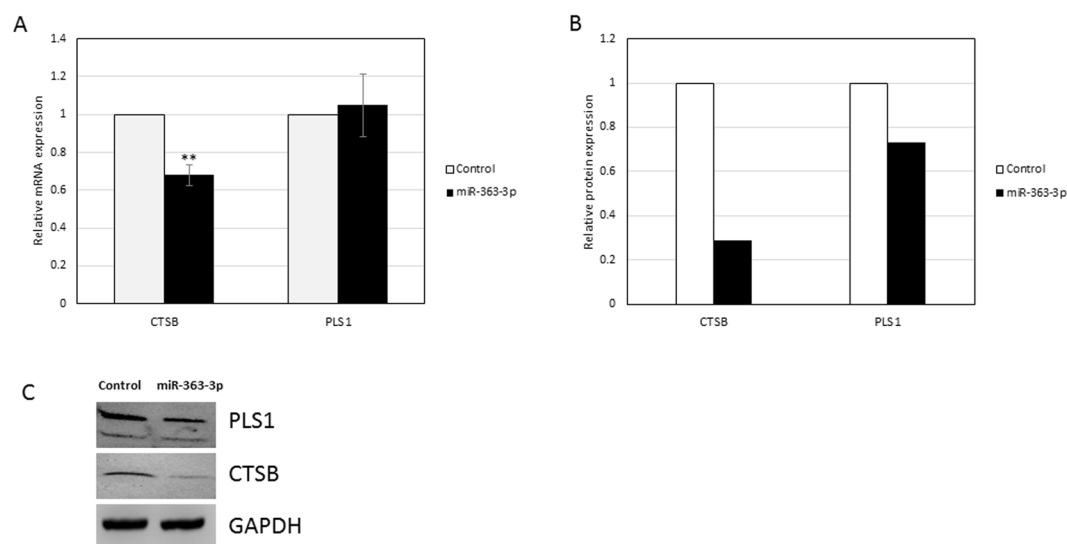 A
Relative mRNA expression
1.4
1.2
1
0.8
0.6
0.4
0.2
0
**
CTSB
PLS1
Control
miR-363-3p
B
Relative protein expression
1.2
1
0.8
0.6
0.4
0.2
0
CTSB
PLS1
Control
miR-363-3p
C
Control miR-363-3p
PLS1
CTSB
GAPDH